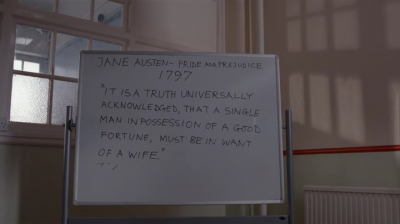 JANE AUSTEN - PRIDE AND PREJUDICE
1797
"IT IS A TRUTH UNIVERSALLY
ACKNOWLEDGED, THAT A SINGLE
MAN IN POSSESSION OF A GOOD
FORTUNE, MUST BE IN WANT
OF A WIFE."